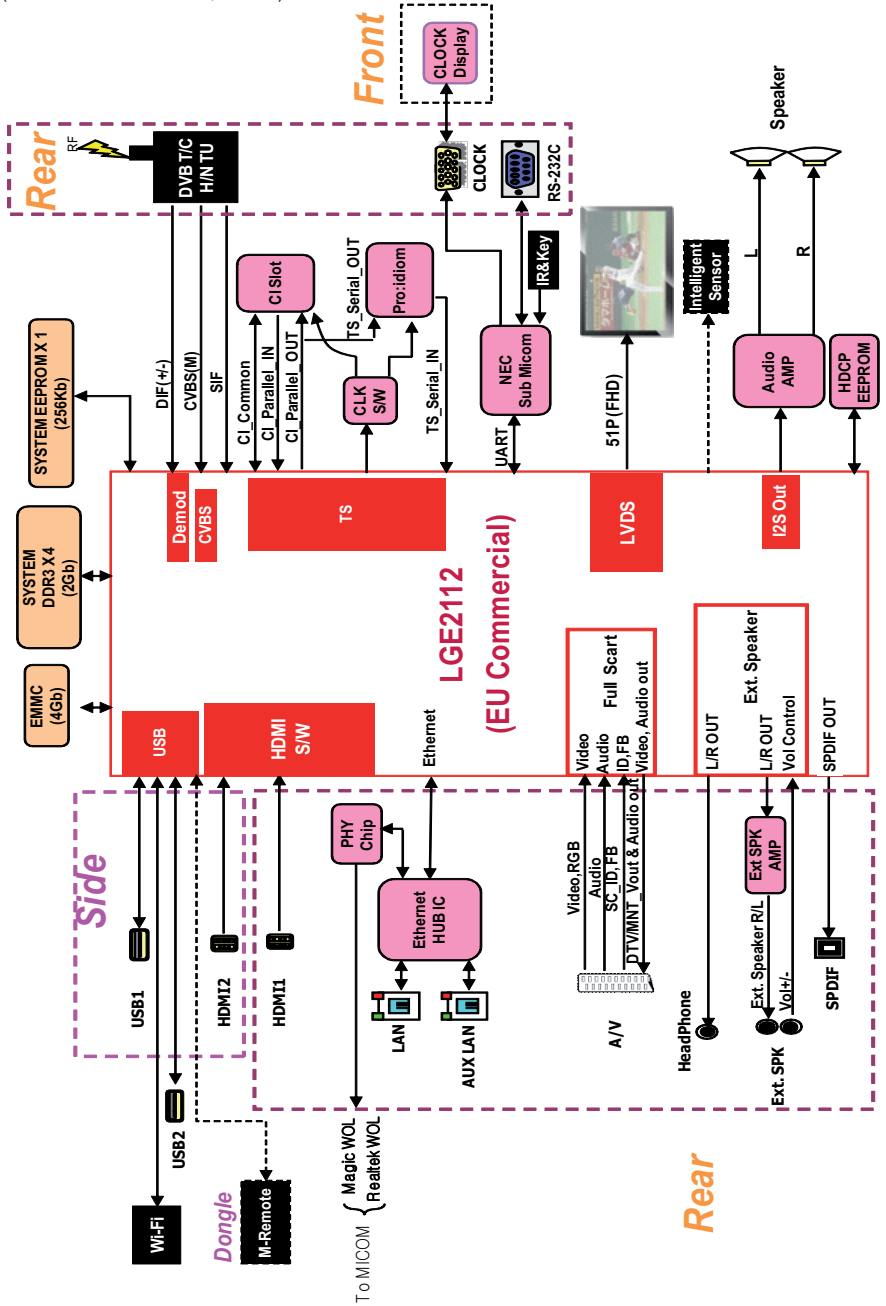 Rear
Front
RF
DVB T/C
H/N TU
CLOCK
Display
CLOCK
RS-232C
Speaker
SYSTEM EEPROM X 1
(256Kb)
DIF(+/-)
CVBS(M)
SIF
CI Slot
CI_Common
CI_Parallel_IN
CI_Parallel_OUT
TS_Serial_OUT
Pro:idiom
CLK
S/W
TS_Serial_IN
IR&Key
NEC
Sub Micom
UART
51P (FHD)
Intelligent
Sensor
L
R
Audio
AMP
HDCP
EEPROM
SYSTEM
DDR3 X4
(2Gb)
EMMC
(4Gb)
Demod
CVBS
TS
LVDS
I2S Out
LGE2112
(EU Commercial)
USB
HDMI
S/W
Ethernet
Video
Audio
ID,FB
Video, Audio out
Full Scart
L/R OUT
Ext. Speaker
L/R OUT
Vol Control
SPDIF OUT
Side
USB1
HDMI2
HDMI1
PHY
Chip
Ethernet
HUB IC
LAN
AUX LAN
Video,RGB
Audio
SC_ID,FB
DTV/MNT_Vout & Audio out
A/V
HeadPhone
Ext SPK
AMP
Ext. Speaker R/L
Vol+/-
Ext. SPK
SPDIF
USB2
Wi-Fi
Dongle
M-Remote
Magic WOL
Realtek WOL
To MICOM
Rear